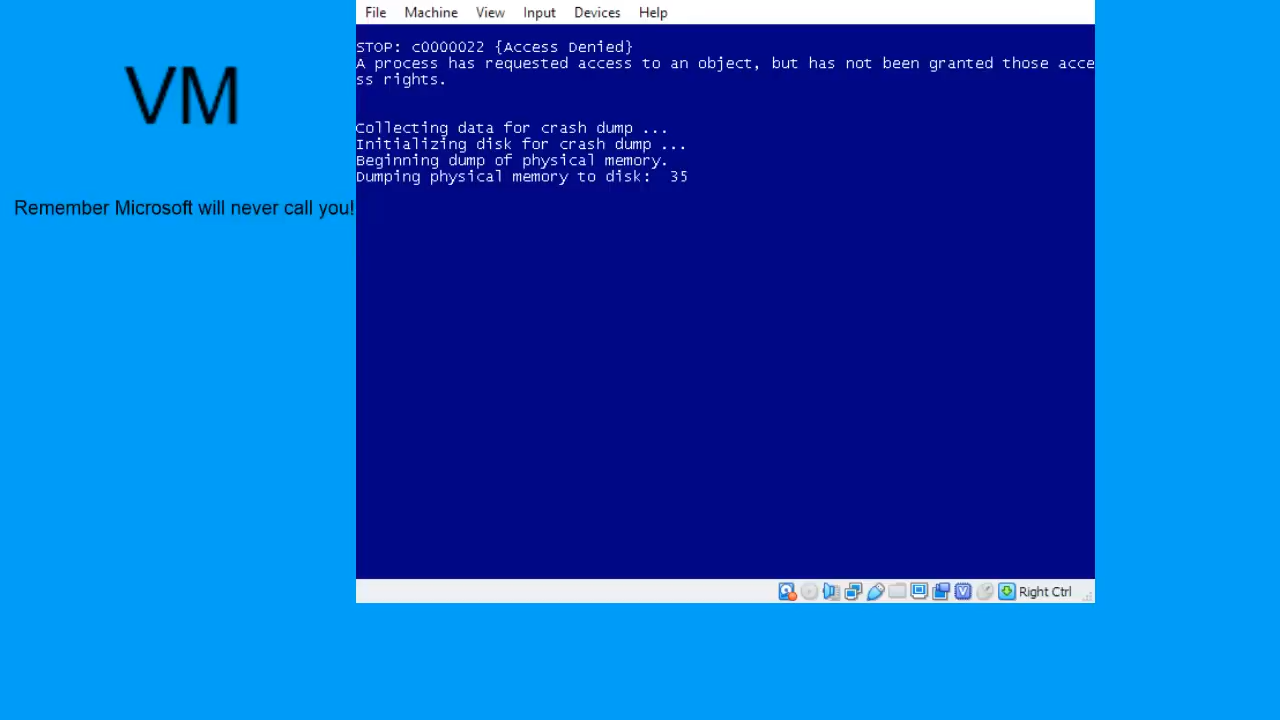 File Machine View Input Devices Help
STOP: c0000022 {Access Denied}
A process has requested access to an object, but has not been granted those acce
ss rights.
Collecting data for crash dump ...
Initializing disk for crash dump ...
Beginning dump of physical memory.
Dumping physical memory to disk:  35
VM
Remember Microsoft will never call you!
Right Ctrl